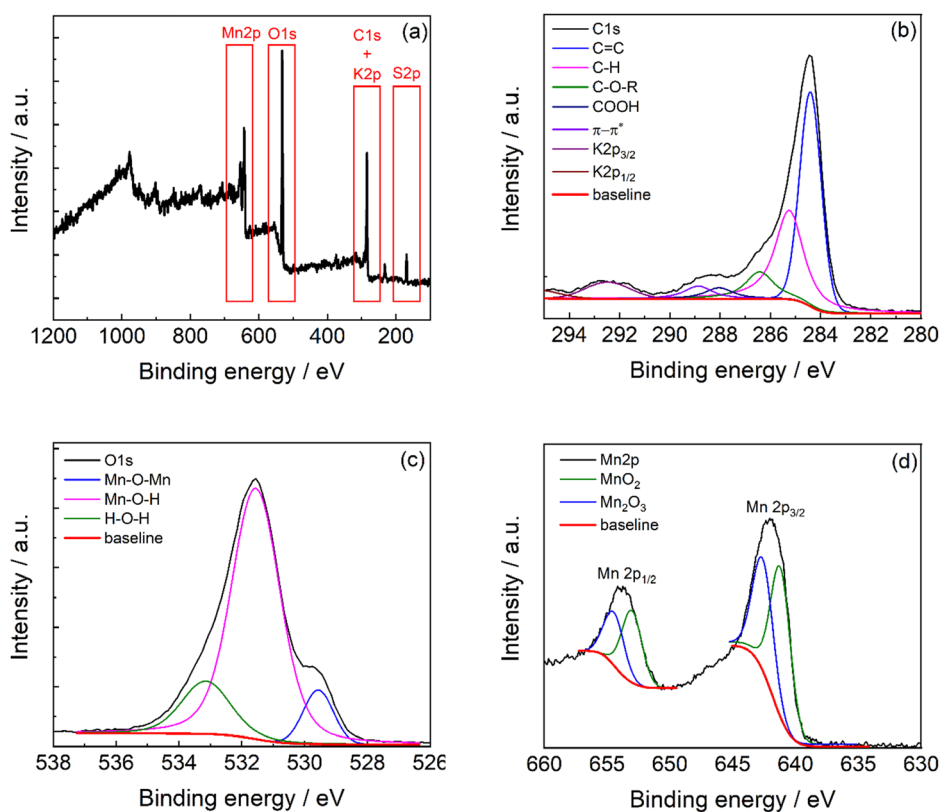 (a)
Mn2p
O1s
C1s
+
K2p
S2p
Intensity / a.u.
1200 1000 800 600 400 200
Binding energy / eV
(b)
C1s
C=C
C-H
C-O-R
COOH
π–π*
K2p3/2
K2p1/2
baseline
Intensity / a.u.
294 292 290 288 286 284 282 280
Binding energy / eV
(c)
O1s
Mn-O-Mn
Mn-O-H
H-O-H
baseline
Intensity / a.u.
538 536 534 532 530 528 526
Binding energy / eV
(d)
Mn2p
MnO2
Mn2O3
baseline
Mn 2p3/2
Mn 2p1/2
Intensity / a.u.
660 655 650 645 640 635 630
Binding energy / eV